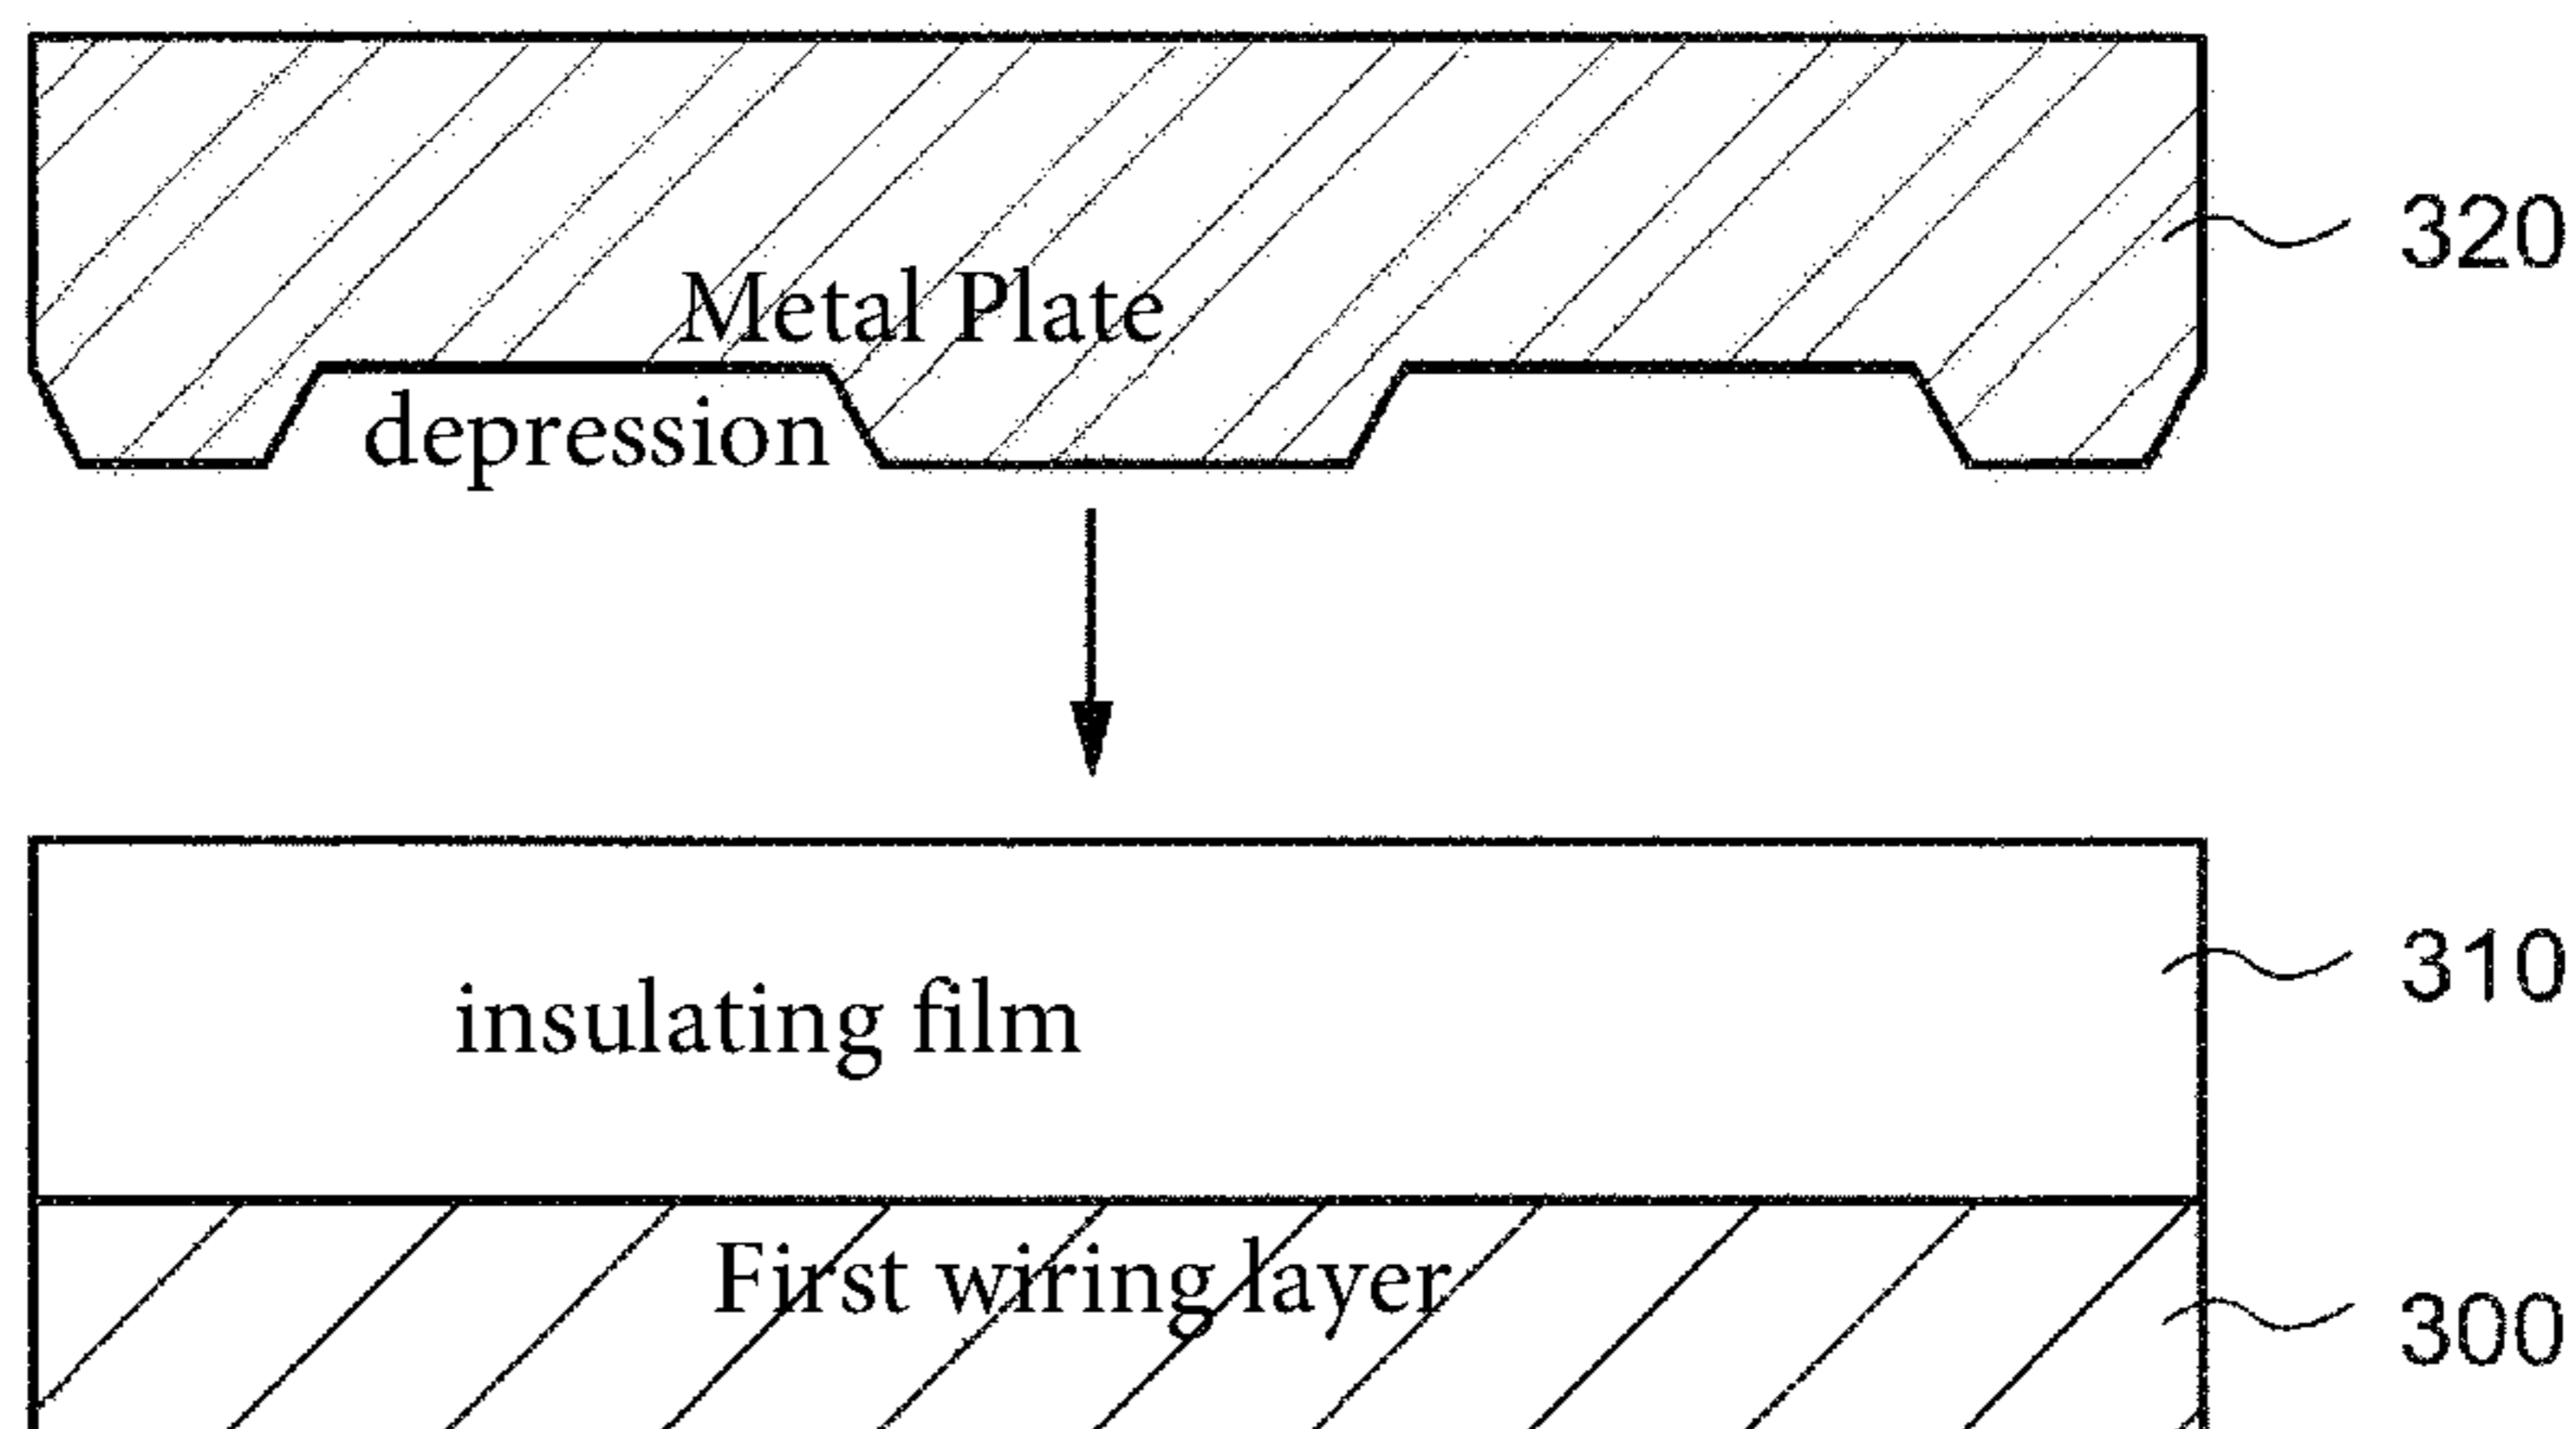 320
Metal Plate
depression
310
insulating film
First wiring layer
300